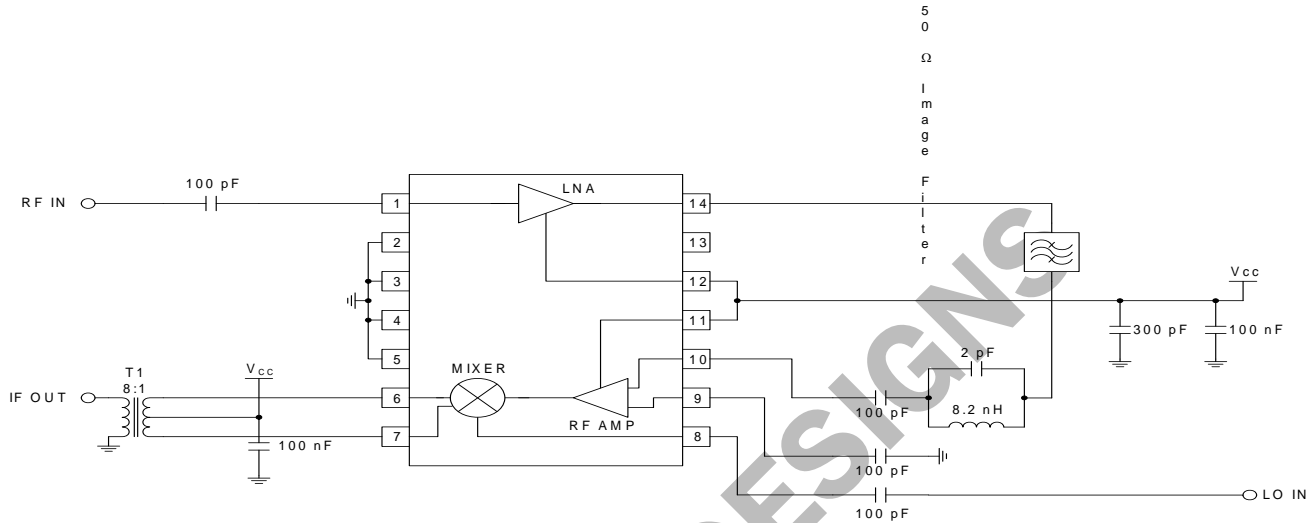 50 Ω Image Filter
100 pF
LNA
RF IN
1
14
2
13
3
12
Vcc
4
11
300 pF
100 nF
5
10
2 pF
T1
8:1
Vcc
MIXER
IF OUT
6
9
100 pF
8.2 nH
RF AMP
7
8
100 nF
100 pF
LO IN
100 pF
DESIGNS